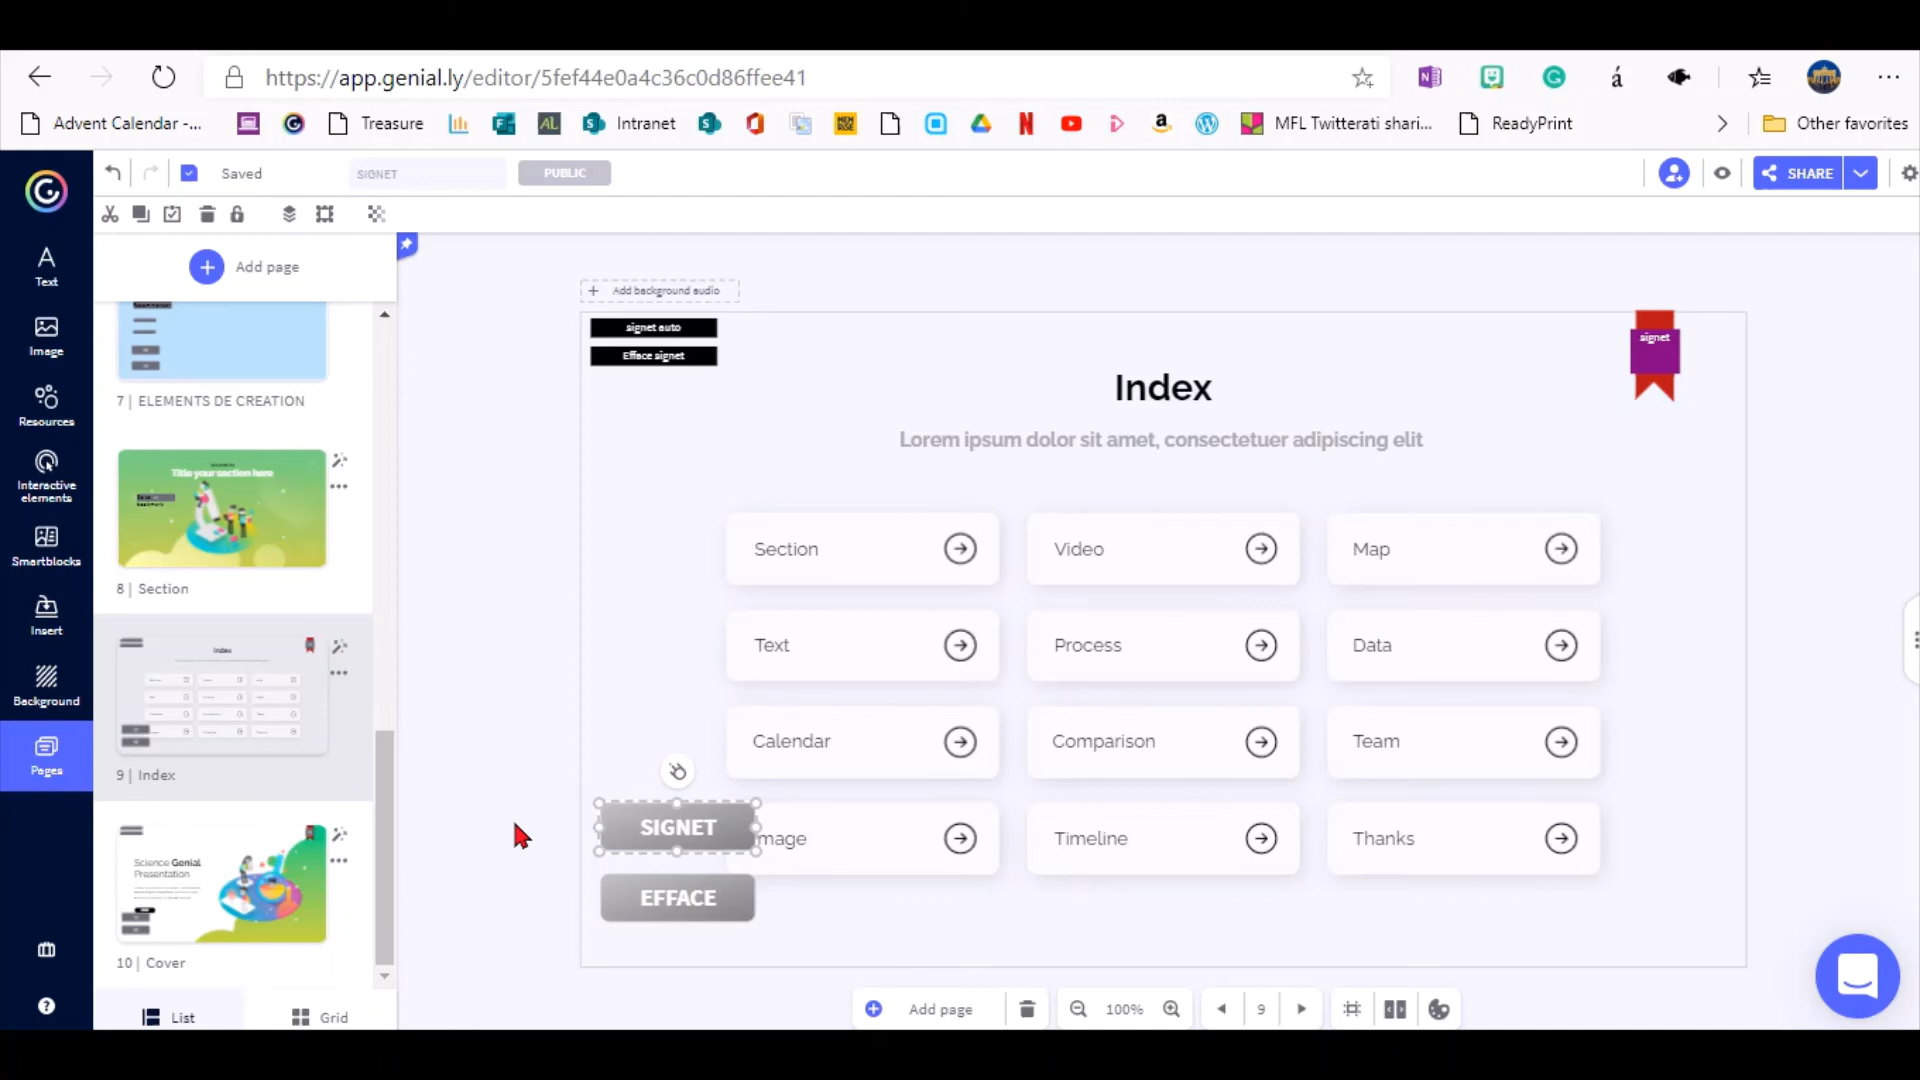 https://app.genial.ly/editor/5fef44e0a4c36c0d86ffee41
Advent Calendar -...
Treasure
AL
Intranet
MFL Twitterati shari...
ReadyPrint
Other favorites
Saved
SIGNET
PUBLIC
SHARE
Text
Image
Resources
Interactive
elements
Smartblocks
Insert
Background
Pages
Add page
7 | ELEMENTS DE CREATION
Title your section here
8 | Section
Index
9 | Index
Science Genial
Presentation
10 | Cover
List
Grid
Add background audio
signet auto
Efface signet
signet
Index
Lorem ipsum dolor sit amet, consectetuer adipiscing elit
Section
Video
Map
Text
Process
Data
Calendar
Comparison
Team
SIGNET
mage
Timeline
Thanks
EFFACE
Add page
100%
9